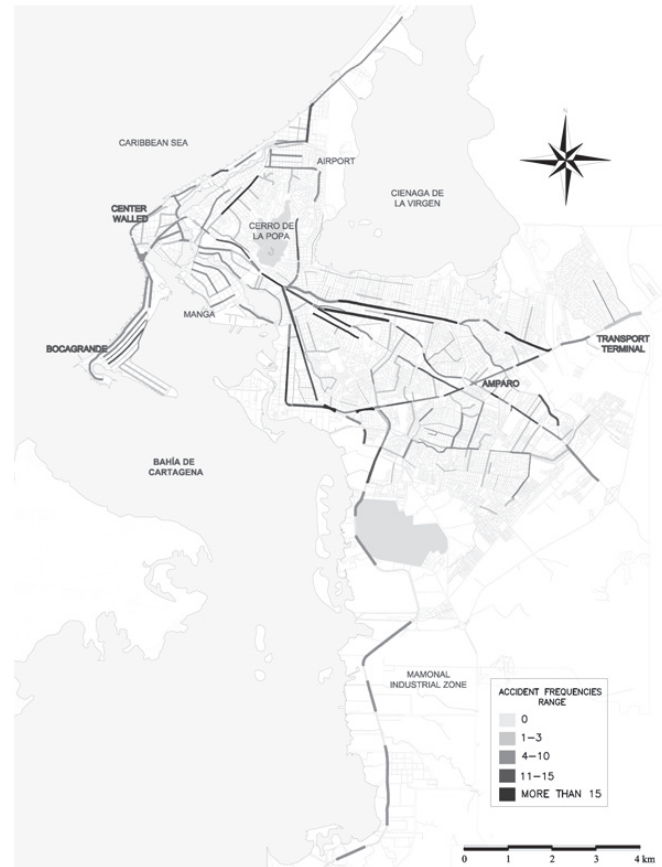 N
CARIBBEAN SEA
AIRPORT
CIENAGA DE
LA VIRGEN
CENTER
WALLED
CERRO DE
LA POPA
MANGA
BOCAGRANDE
TRANSPORT
TERMINAL
AMPARO
BAHÍA DE
CARTAGENA
MAMONAL
INDUSTRIAL ZONE
ACCIDENT FREQUENCIES
RANGE
0
1-3
4-10
11-15
MORE THAN 15
0 1 2 3 4 km